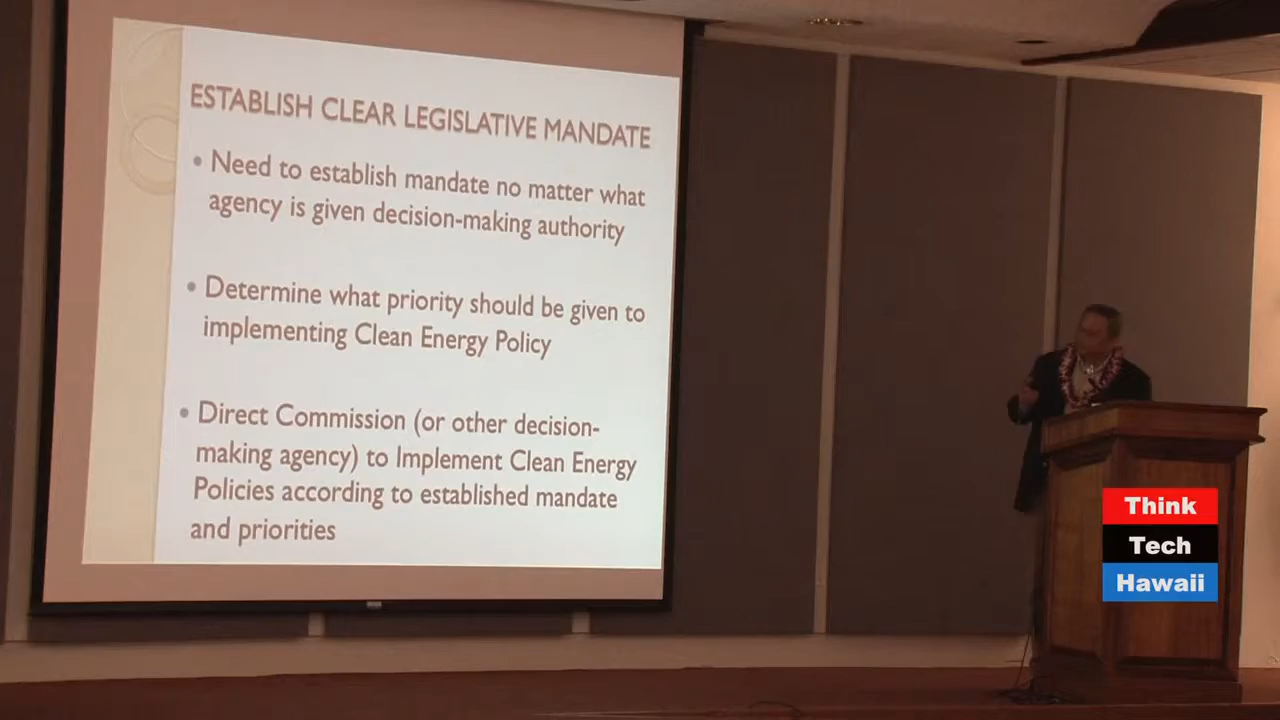 ESTABLISH CLEAR LEGISLATIVE MANDATE
• Need to establish mandate no matter what
agency is given decision-making authority
• Determine what priority should be given to
implementing Clean Energy Policy
• Direct Commission (or other decision-
making agency) to Implement Clean Energy
Policies according to established mandate
and priorities
Think
Tech
Hawaii